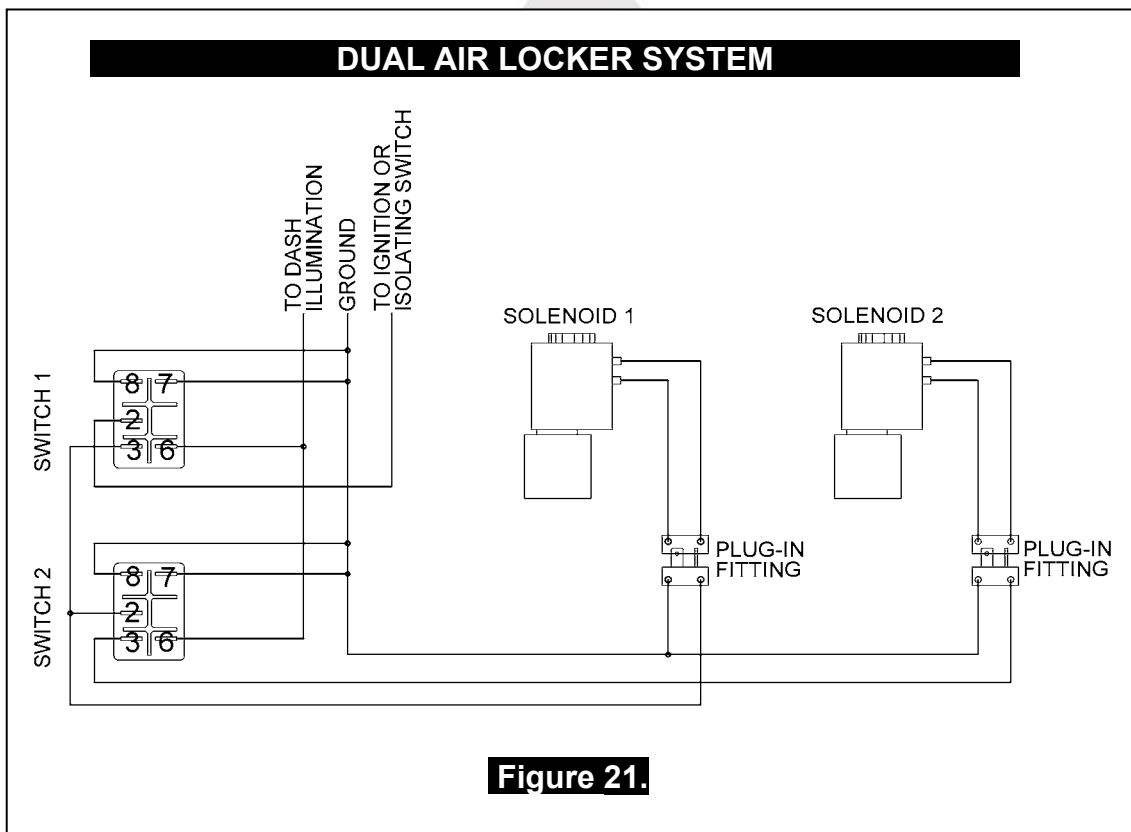 DUAL AIR LOCKER SYSTEM
TO DASH
ILLUMINATION
GROUND
TO IGNITION OR
ISOLATING SWITCH
SOLENOID 1
SOLENOID 2
SWITCH 1
8 7
2
3 6
SWITCH 2
8 7
2
3 6
PLUG-IN
FITTING
PLUG-IN
FITTING
Figure 21.